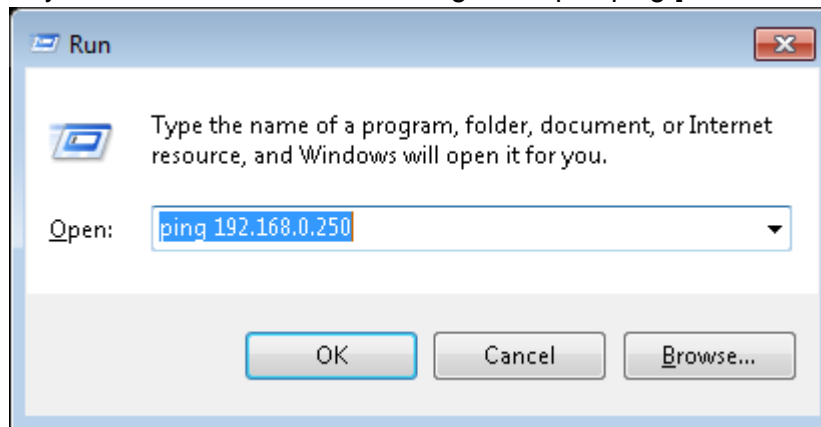 Run
Type the name of a program, folder, document, or Internet
resource, and Windows will open it for you.
Open:
ping 192.168.0.250
OK
Cancel
Browse...